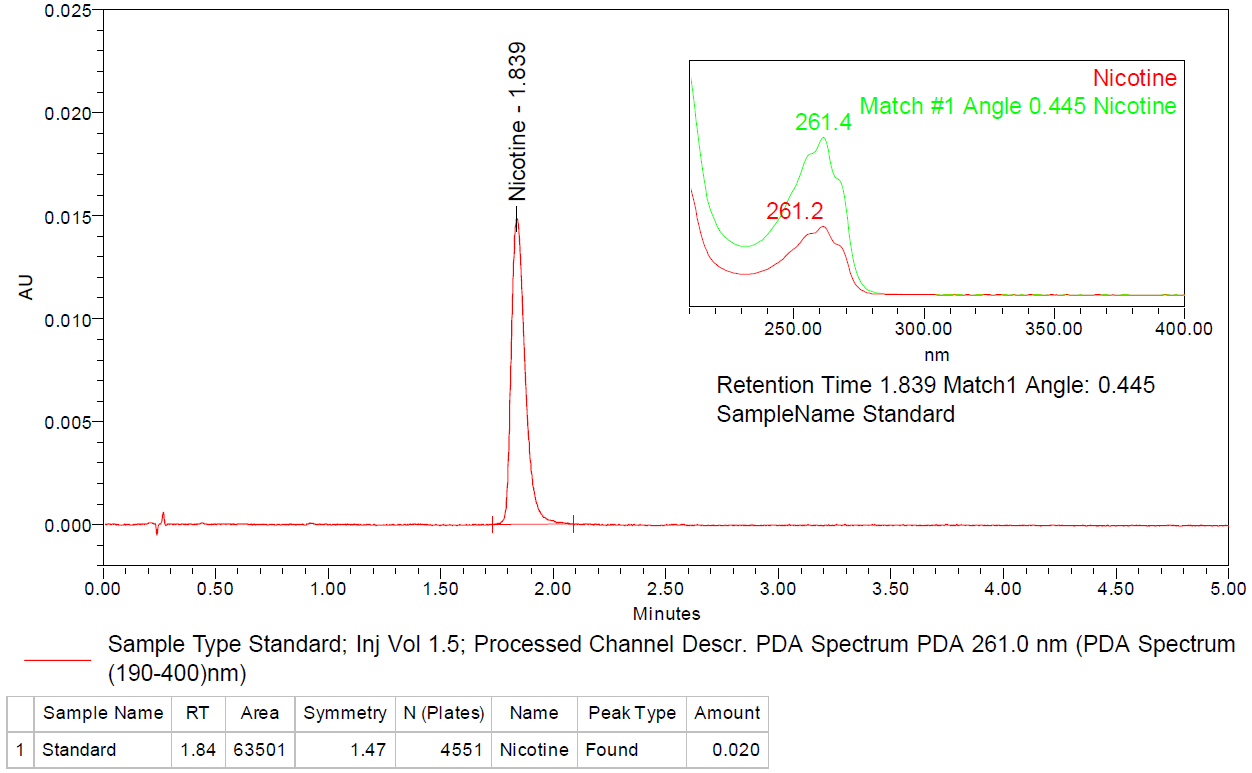 0.025
0.020
0.015
0.010
0.005
0.000
AU
Nicotine - 1.839
0.00 0.50 1.00 1.50 2.00 2.50 3.00 3.50 4.00 4.50 5.00
Minutes
Nicotine
Match #1 Angle 0.445 Nicotine
261.4
261.2
250.00 300.00 350.00 400.00
nm
Retention Time 1.839 Match1 Angle: 0.445
SampleName Standard
Sample Type Standard; Inj Vol 1.5; Processed Channel Descr. PDA Spectrum PDA 261.0 nm (PDA Spectrum
(190-400)nm)
Sample Name RT Area Symmetry N (Plates) Name Peak Type Amount
1 Standard 1.84 63501 1.47 4551 Nicotine Found 0.020